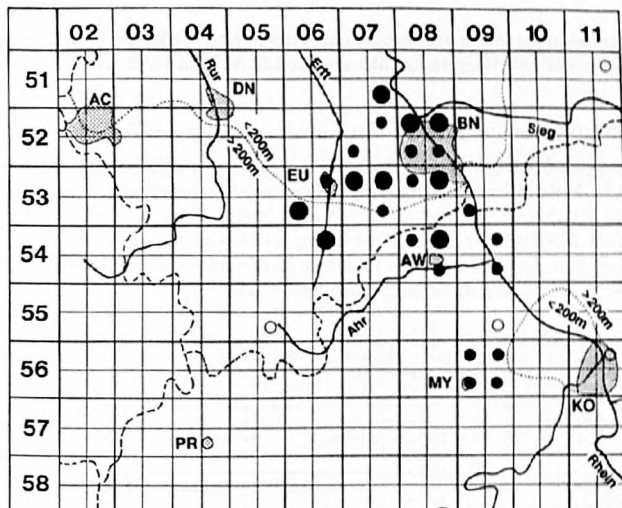 02 03 04 05 06 07 08 09 10 11
51
52
53
54
55
56
57
58
Rur
DN
Erft
AC
<200m
>200m
BN
Sieg
EU
AW
Ahr
>200m
<200m
MY
KO
PR
Rhein